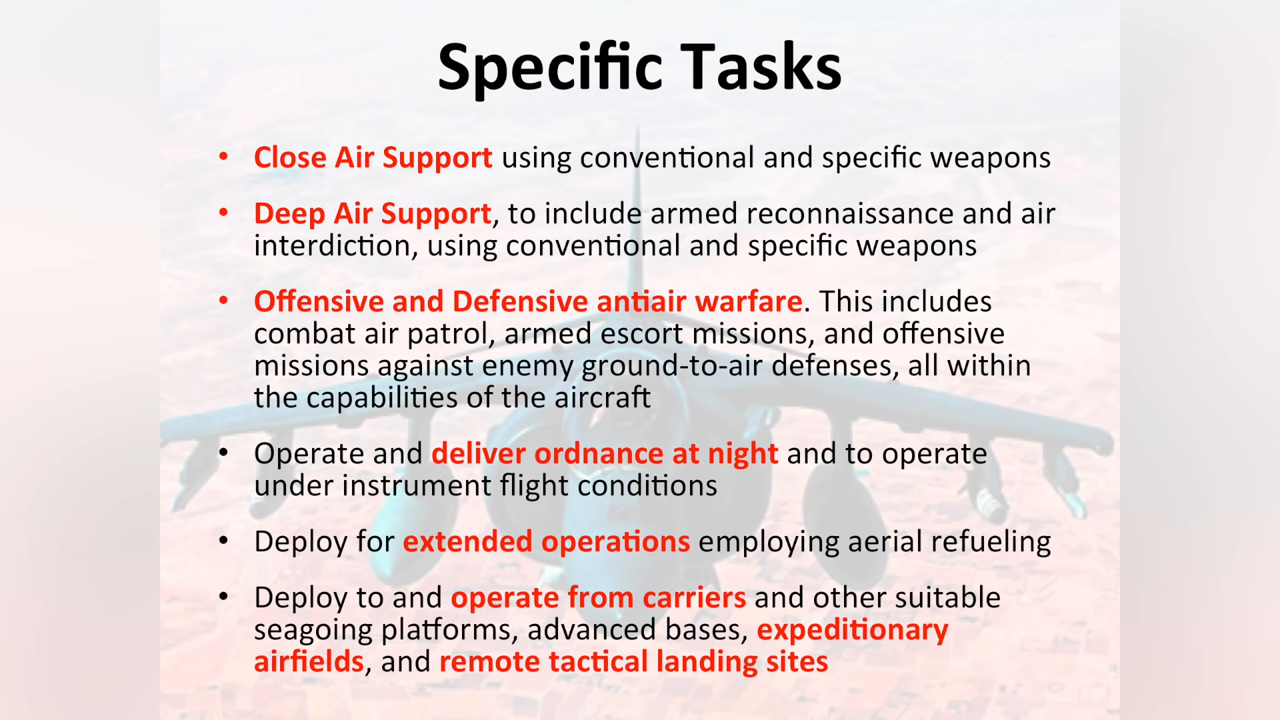 Specific Tasks
• Close Air Support using conventional and specific weapons
• Deep Air Support, to include armed reconnaissance and air
interdiction, using conventional and specific weapons
• Offensive and Defensive antiair warfare. This includes
combat air patrol, armed escort missions, and offensive
missions against enemy ground-to-air defenses, all within
the capabilities of the aircraft
• Operate and deliver ordnance at night and to operate
under instrument flight conditions
• Deploy for extended operations employing aerial refueling
• Deploy to and operate from carriers and other suitable
seagoing platforms, advanced bases, expeditionary
airfields, and remote tactical landing sites